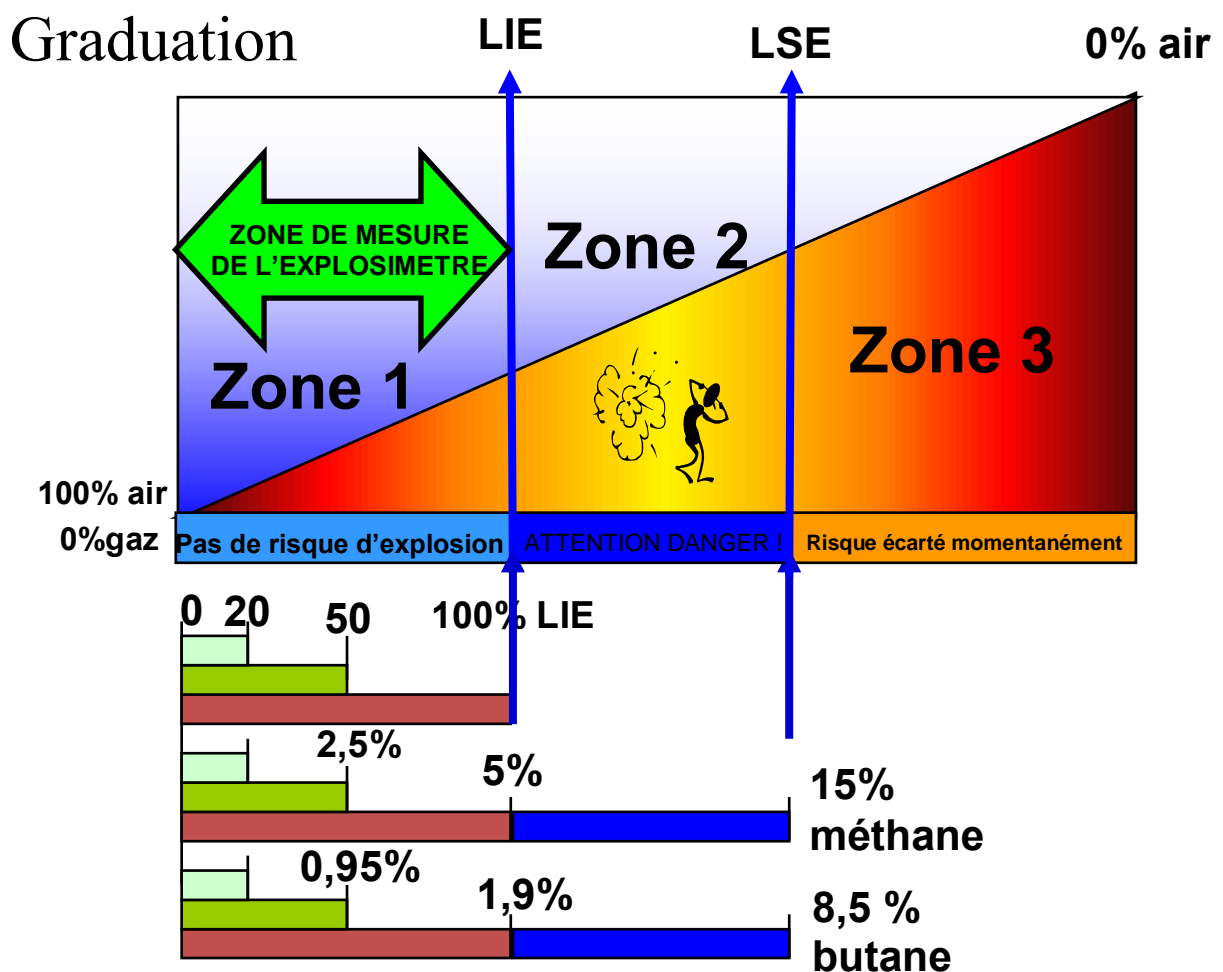 Graduation
LIE
LSE
0% air
ZONE DE MESURE
DE L'EXPLOSIMETRE
Zone 1
Zone 2
Zone 3
100% air
0%gaz
Pas de risque d'explosion
ATTENTION DANGER !
Risque écarté momentanément
0
20
50
100% LIE
2,5%
5%
15%
méthane
0,95%
1,9%
8,5 %
butane